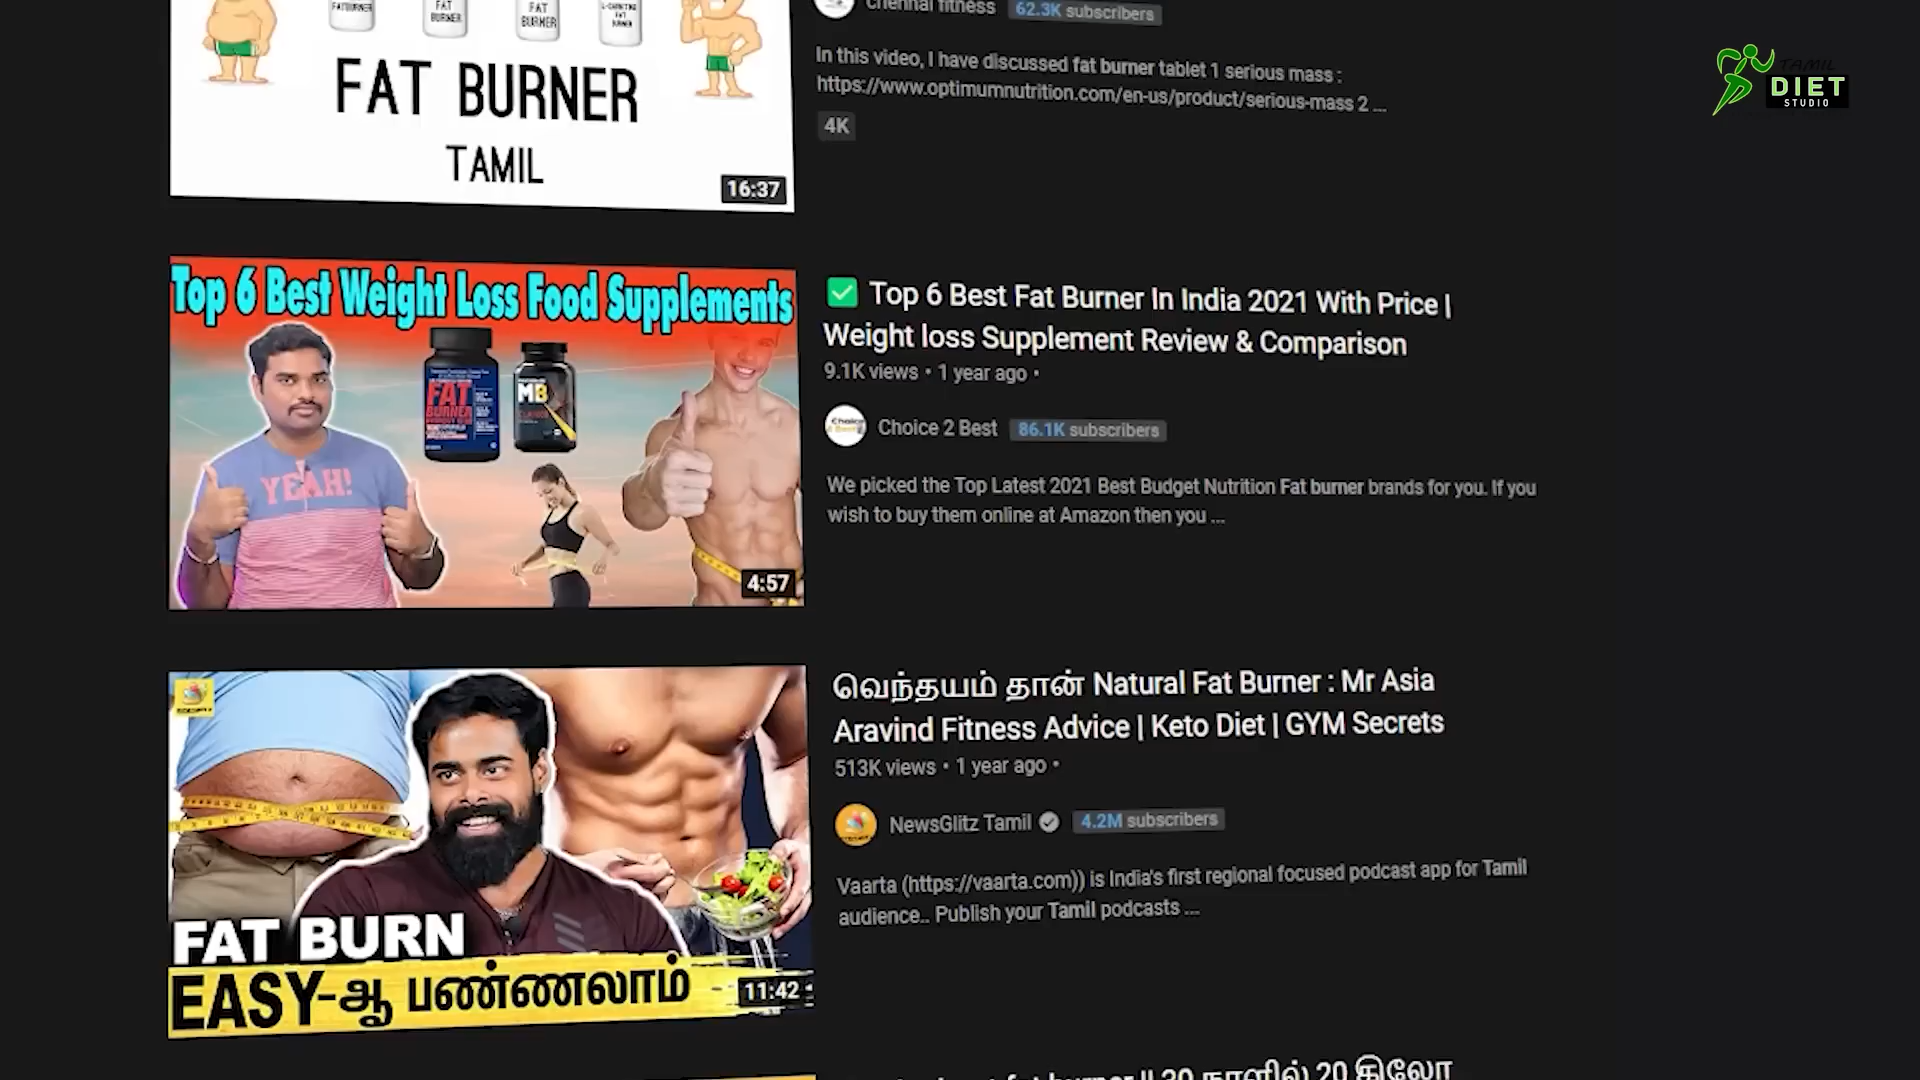 FAT BURNER
TAMIL
16:37
Chennai fitness 62.3K subscribers
In this video, I have discussed fat burner tablet 1 serious mass :
https://www.optimumnutrition.com/en-us/product/serious-mass 2 ...
4K
TAMIL
DIET
STUDIO
Top 6 Best Weight Loss Food Supplements
FAT
BURNER
MB
YEAH!
4:57
✅ Top 6 Best Fat Burner In India 2021 With Price |
Weight loss Supplement Review & Comparison
9.1K views • 1 year ago •
Choice 2 Best 86.1K subscribers
We picked the Top Latest 2021 Best Budget Nutrition Fat burner brands for you. If you
wish to buy them online at Amazon then you ...
FAT BURN
EASY-ஆ பண்ணலாம்
11:42
வெந்தயம் தான் Natural Fat Burner : Mr Asia
Aravind Fitness Advice | Keto Diet | GYM Secrets
513K views • 1 year ago •
NewsGlitz Tamil 4.2M subscribers
Vaarta (https://vaarta.com)) is India's first regional focused podcast app for Tamil
audience.. Publish your Tamil podcasts ...
fat burner || 30 நாளில் 20 கிலோ